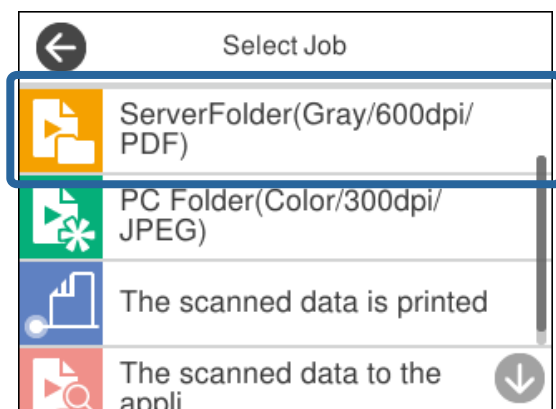 Select Job
ServerFolder(Gray/600dpi/
PDF)
PC Folder(Color/300dpi/
JPEG)
The scanned data is printed
The scanned data to the
appli...